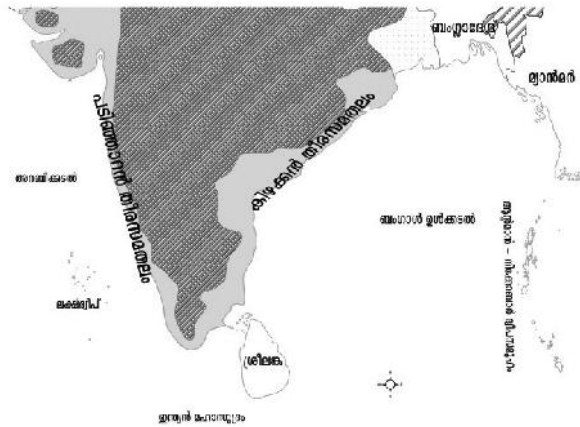 ബംഗ്ലാദേശ്
മ്യാൻമർ
പടിഞ്ഞാറൻ തീരസമതലം
കിഴക്കൻ തീരസമതലം
അറബിക്കടൽ
ബംഗാൾ ഉൾക്കടൽ
ലക്ഷദ്വീപ്
ശ്രീലങ്ക
ഇന്ത്യൻ മഹാസമുദ്രം